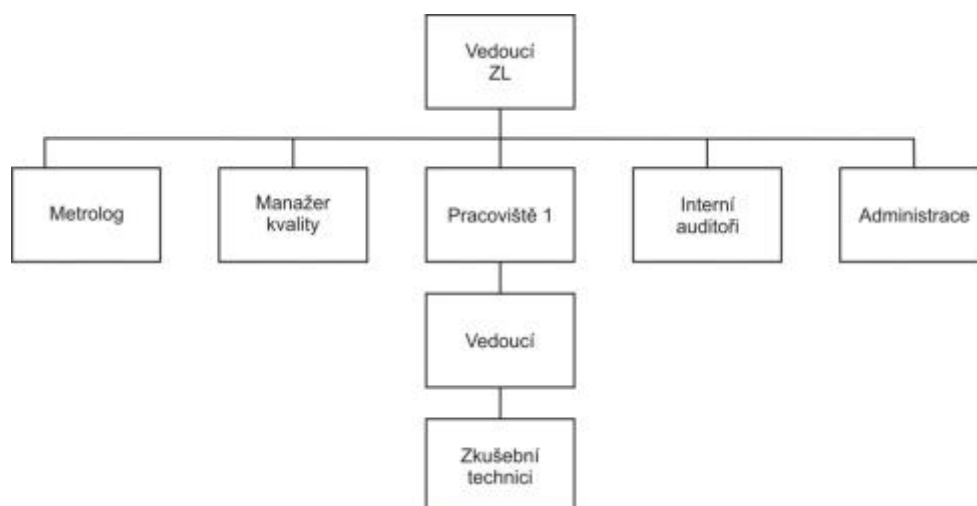 Vedoucí
ZL
Metrolog
Manažer
kvality
Pracoviště 1
Interní
auditoři
Administrace
Vedoucí
Zkušební
technici